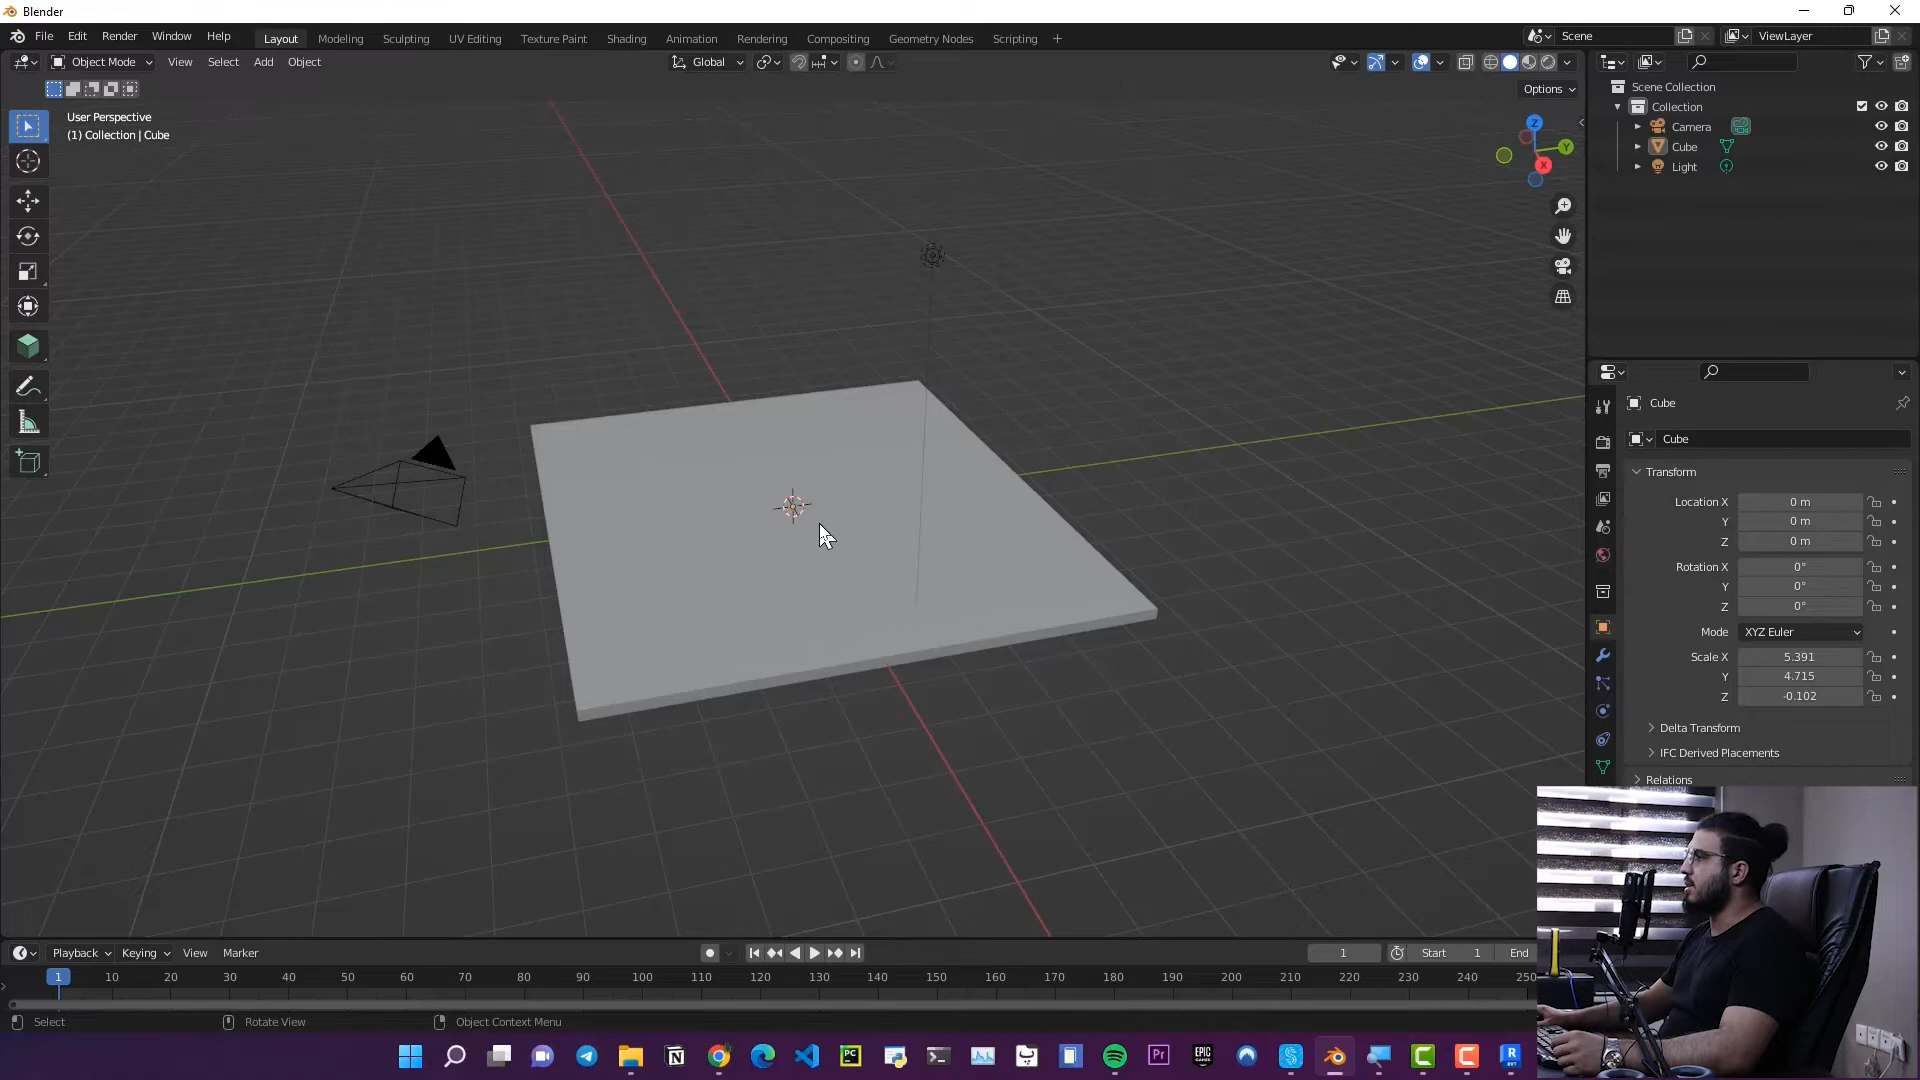 Blender
File Edit Render Window Help
Layout Modeling Sculpting UV Editing Texture Paint Shading Animation Rendering Compositing Geometry Nodes Scripting +
Scene
ViewLayer
Object Mode View Select Add Object
Global
Options
User Perspective
(1) Collection | Cube
Z
Y
X
Scene Collection
Collection
Camera
Cube
Light
Cube
Cube
Transform
Location X 0 m
Y 0 m
Z 0 m
Rotation X 0°
Y 0°
Z 0°
Mode XYZ Euler
Scale X 5.391
Y 4.715
Z -0.102
Delta Transform
IFC Derived Placements
Relations
Playback Keying View Marker
1 Start 1 End
1 10 20 30 40 50 60 70 80 90 100 110 120 130 140 150 160 170 180 190 200 210 220 230 240 250
Select Rotate View Object Context Menu
PC
Pr
EPIC GAMES
C
C
R